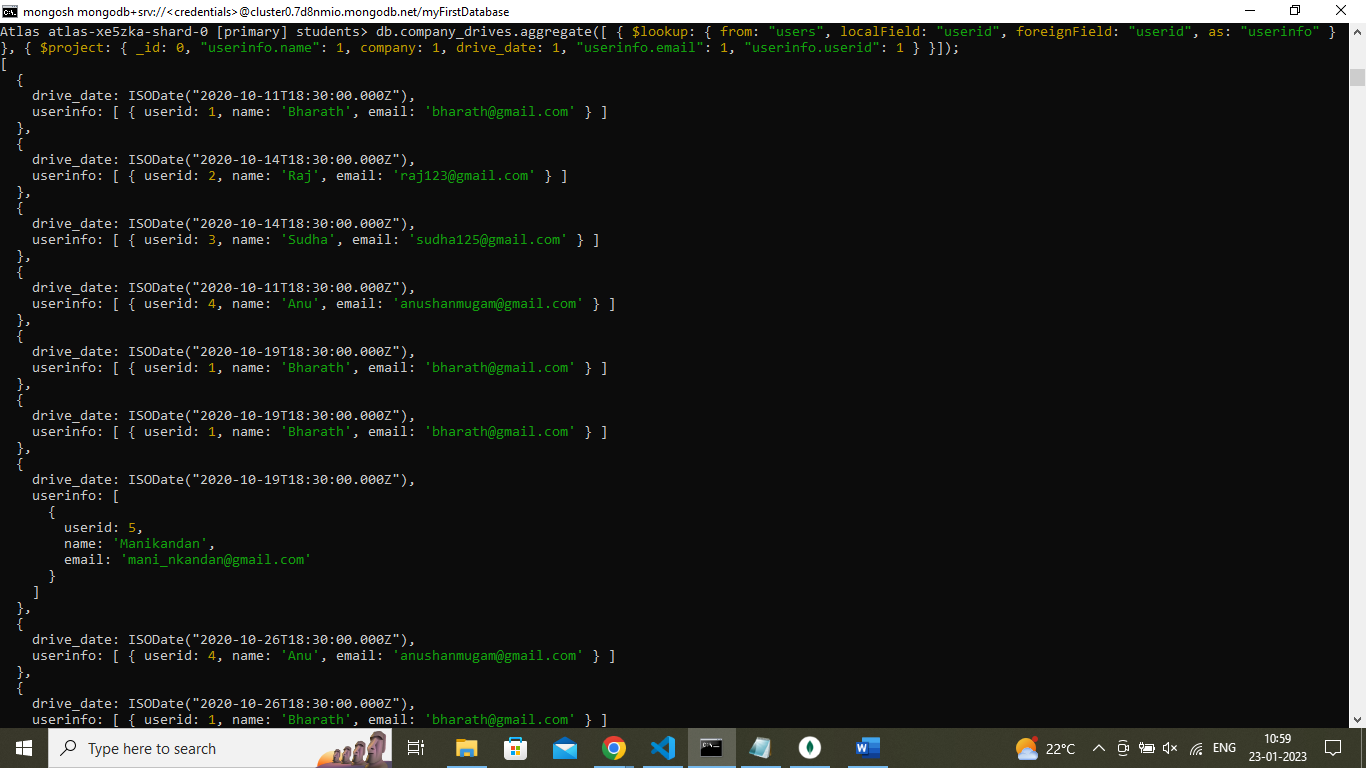 mongosh mongodb+srv://<credentials>@cluster0.7d8nmio.mongodb.net/myFirstDatabase
Atlas atlas-xe5zka-shard-0 [primary] students> db.company_drives.aggregate([ { $lookup: { from: "users", localField: "userid", foreignField: "userid", as: "userinfo" }
}, { $project: { _id: 0, "userinfo.name": 1, company: 1, drive_date: 1, "userinfo.email": 1, "userinfo.userid": 1 } }]);
[
  {
    drive_date: ISODate("2020-10-11T18:30:00.000Z"),
    userinfo: [ { userid: 1, name: 'Bharath', email: 'bharath@gmail.com' } ]
  },
  {
    drive_date: ISODate("2020-10-14T18:30:00.000Z"),
    userinfo: [ { userid: 2, name: 'Raj', email: 'raj123@gmail.com' } ]
  },
  {
    drive_date: ISODate("2020-10-14T18:30:00.000Z"),
    userinfo: [ { userid: 3, name: 'Sudha', email: 'sudha125@gmail.com' } ]
  },
  {
    drive_date: ISODate("2020-10-11T18:30:00.000Z"),
    userinfo: [ { userid: 4, name: 'Anu', email: 'anushanmugam@gmail.com' } ]
  },
  {
    drive_date: ISODate("2020-10-19T18:30:00.000Z"),
    userinfo: [ { userid: 1, name: 'Bharath', email: 'bharath@gmail.com' } ]
  },
  {
    drive_date: ISODate("2020-10-19T18:30:00.000Z"),
    userinfo: [ { userid: 1, name: 'Bharath', email: 'bharath@gmail.com' } ]
  },
  {
    drive_date: ISODate("2020-10-19T18:30:00.000Z"),
    userinfo: [
      {
        userid: 5,
        name: 'Manikandan',
        email: 'mani_nkandan@gmail.com'
      }
    ]
  },
  {
    drive_date: ISODate("2020-10-26T18:30:00.000Z"),
    userinfo: [ { userid: 4, name: 'Anu', email: 'anushanmugam@gmail.com' } ]
  },
  {
    drive_date: ISODate("2020-10-26T18:30:00.000Z"),
    userinfo: [ { userid: 1, name: 'Bharath', email: 'bharath@gmail.com' } ]
Type here to search
22°C
ENG
10:59
23-01-2023